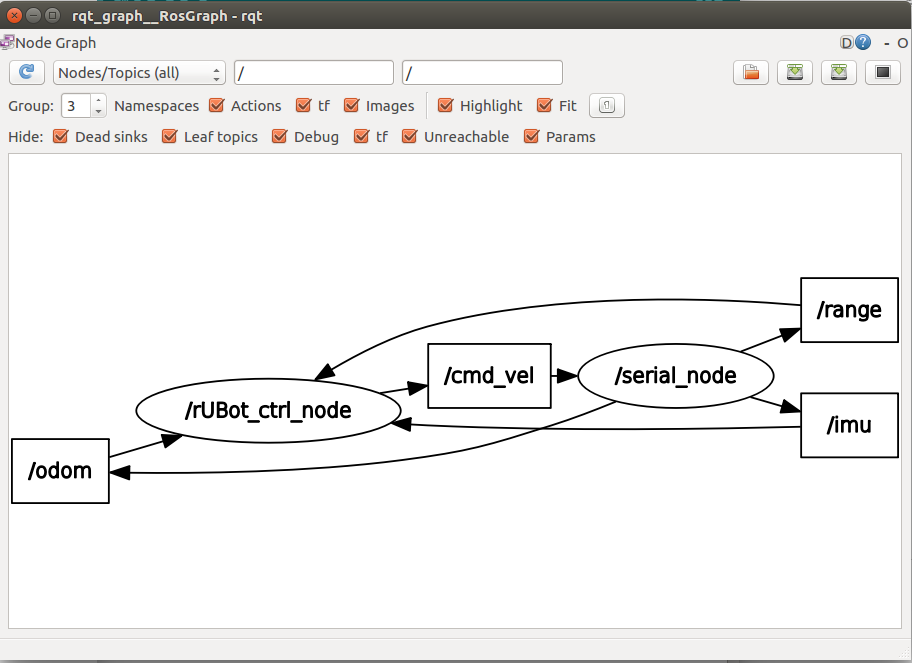 rqt_graph__RosGraph - rqt
Node Graph D ? - O
Nodes/Topics (all) / /
Group: 3 Namespaces Actions tf Images Highlight Fit
Hide: Dead sinks Leaf topics Debug tf Unreachable Params
/range
/cmd_vel
/serial_node
/rUBot_ctrl_node
/imu
/odom